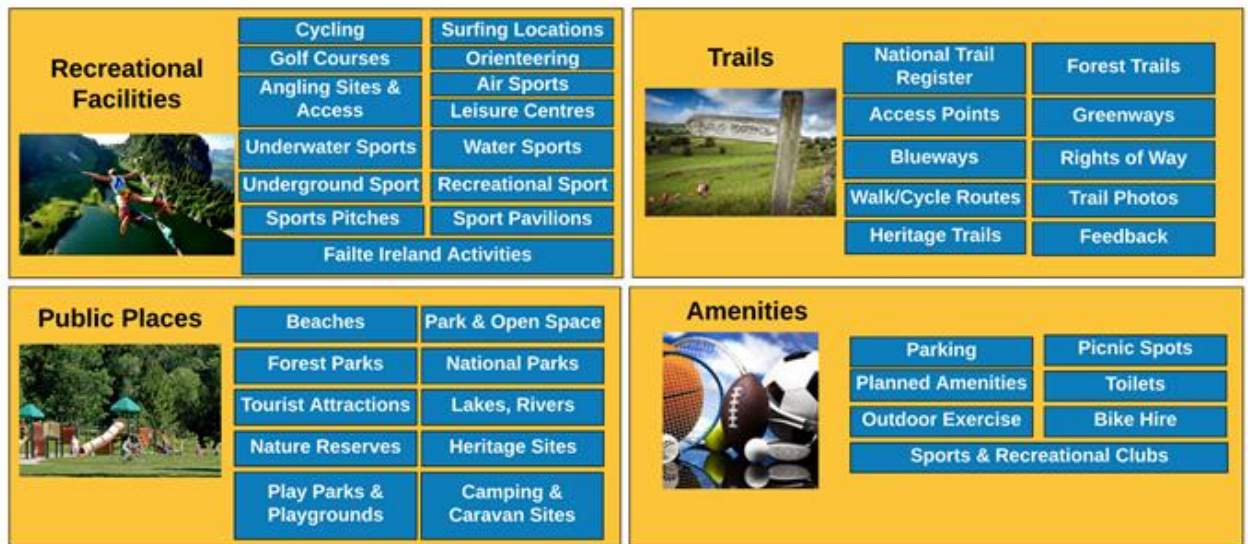 Recreational
Facilities
Cycling
Surfing Locations
Golf Courses
Orienteering
Angling Sites &
Access
Air Sports
Leisure Centres
Underwater Sports
Water Sports
Underground Sport
Recreational Sport
Sports Pitches
Sport Pavilions
Failte Ireland Activities
Trails
National Trail
Register
Forest Trails
Access Points
Greenways
Blueways
Rights of Way
Walk/Cycle Routes
Trail Photos
Heritage Trails
Feedback
Public Places
Beaches
Park & Open Space
Forest Parks
National Parks
Tourist Attractions
Lakes, Rivers
Nature Reserves
Heritage Sites
Play Parks &
Playgrounds
Camping &
Caravan Sites
Amenities
Parking
Picnic Spots
Planned Amenities
Toilets
Outdoor Exercise
Bike Hire
Sports & Recreational Clubs